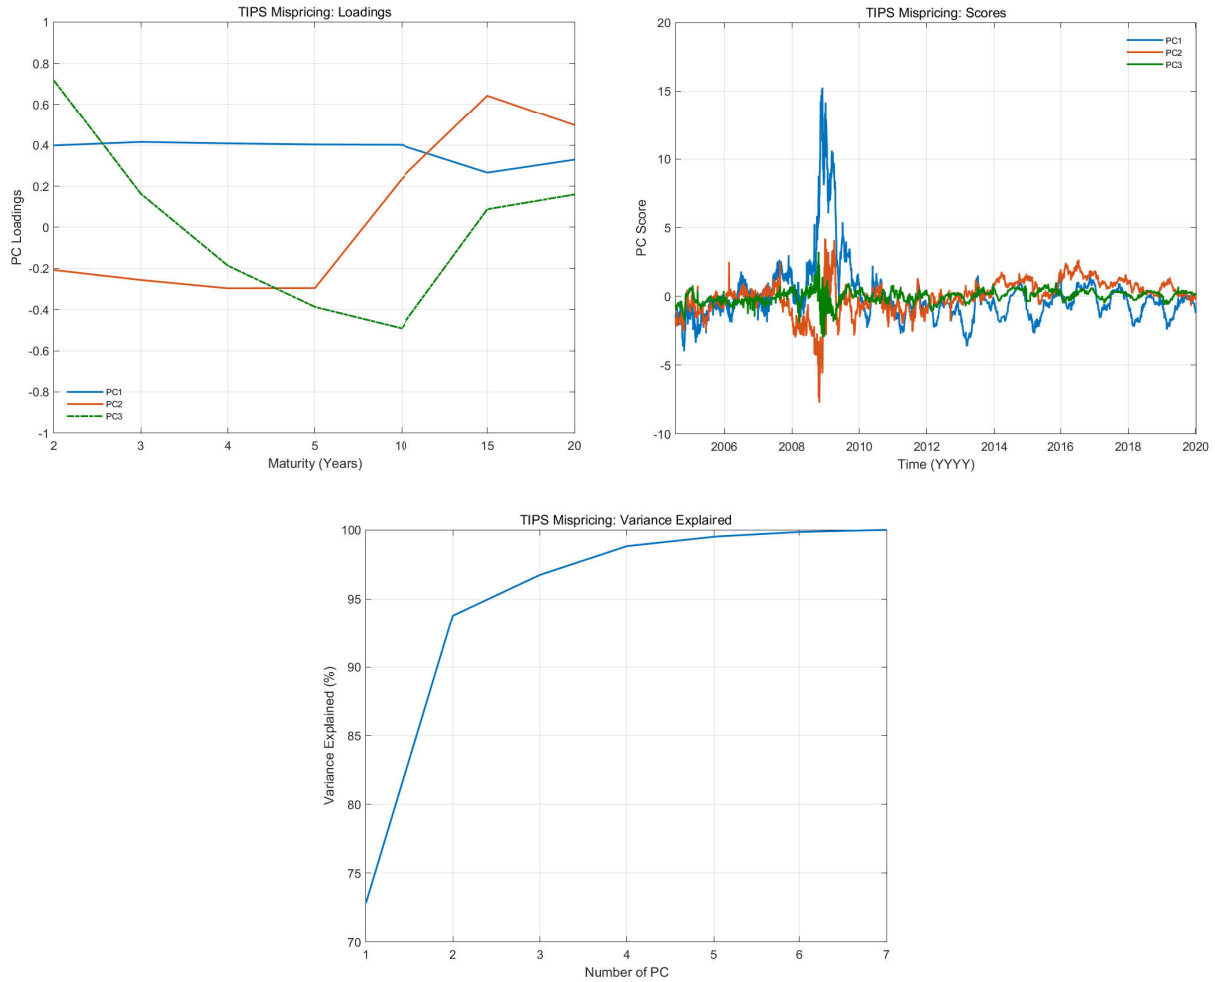 TIPS Mispricing: Loadings
1
0.8
0.6
0.4
0.2
0
-0.2
-0.4
-0.6
-0.8
-1
PC Loadings
PC1
PC2
PC3
2 3 4 5 10 15 20
Maturity (Years)
TIPS Mispricing: Scores
20
15
10
5
0
-5
-10
PC Score
PC1
PC2
PC3
2006 2008 2010 2012 2014 2016 2018 2020
Time (YYYY)
TIPS Mispricing: Variance Explaired
100
95
90
85
80
75
70
Variance Explained (%)
1 2 3 4 5 6 7
Number of PC